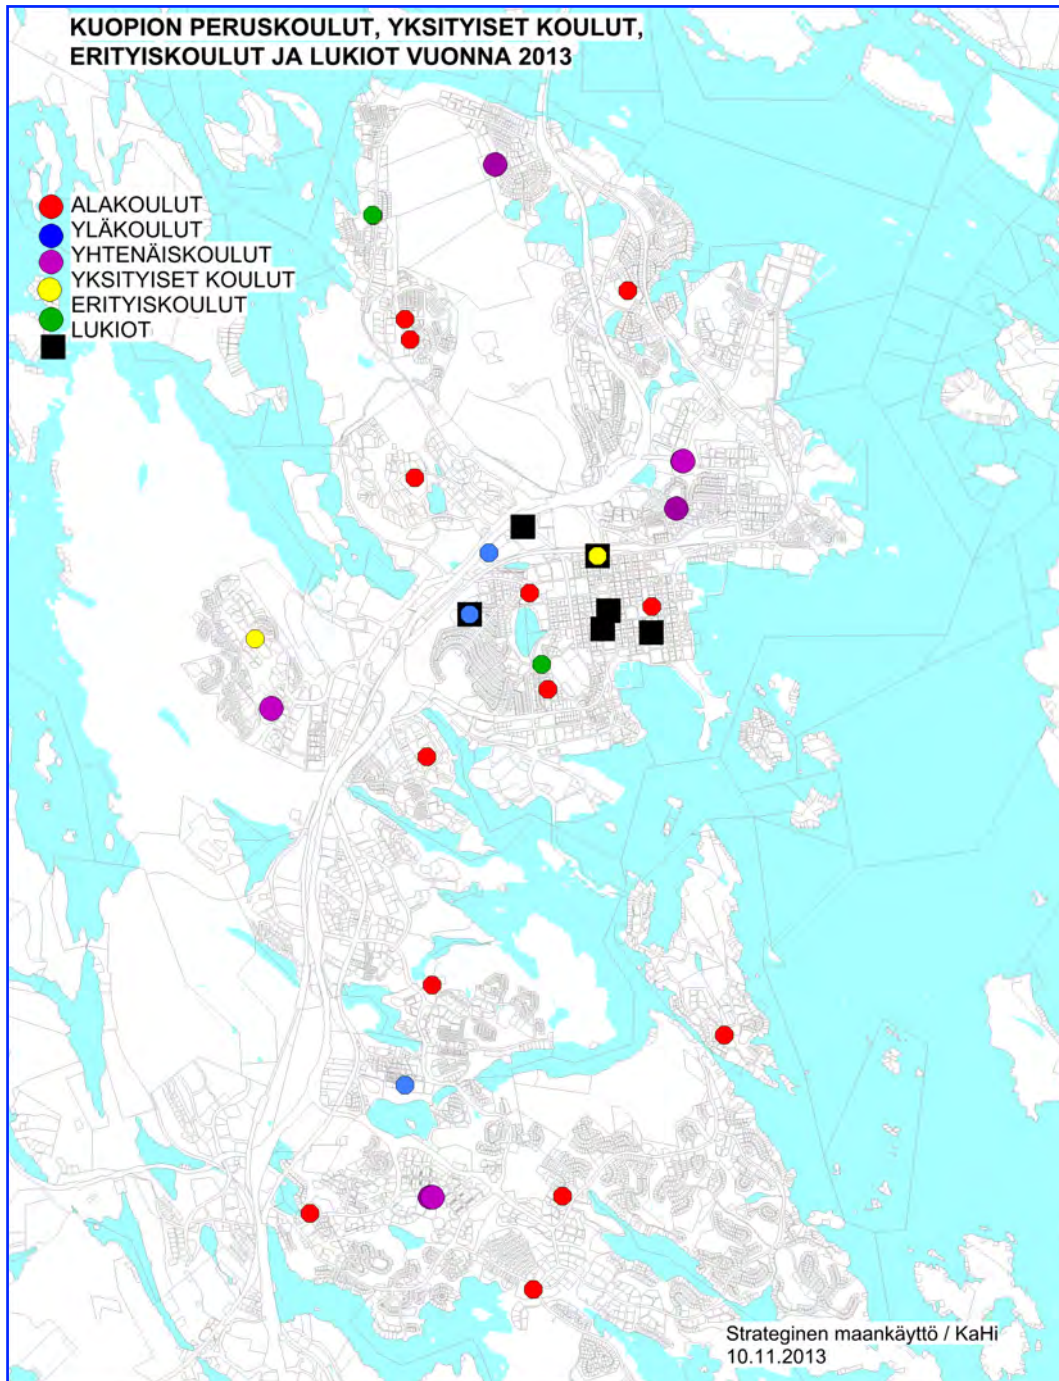 KUOPION PERUSKOULUT, YKSITYISET KOULUT,
ERITYISKOULUT JA LUKIOT VUONNA 2013
ALAKOULUT
YLÄKOULUT
YHTENÄISKOULUT
YKSITYISET KOULUT
ERITYISKOULUT
LUKIOT
Strateginen maankäyttö / KaHi
10.11.2013